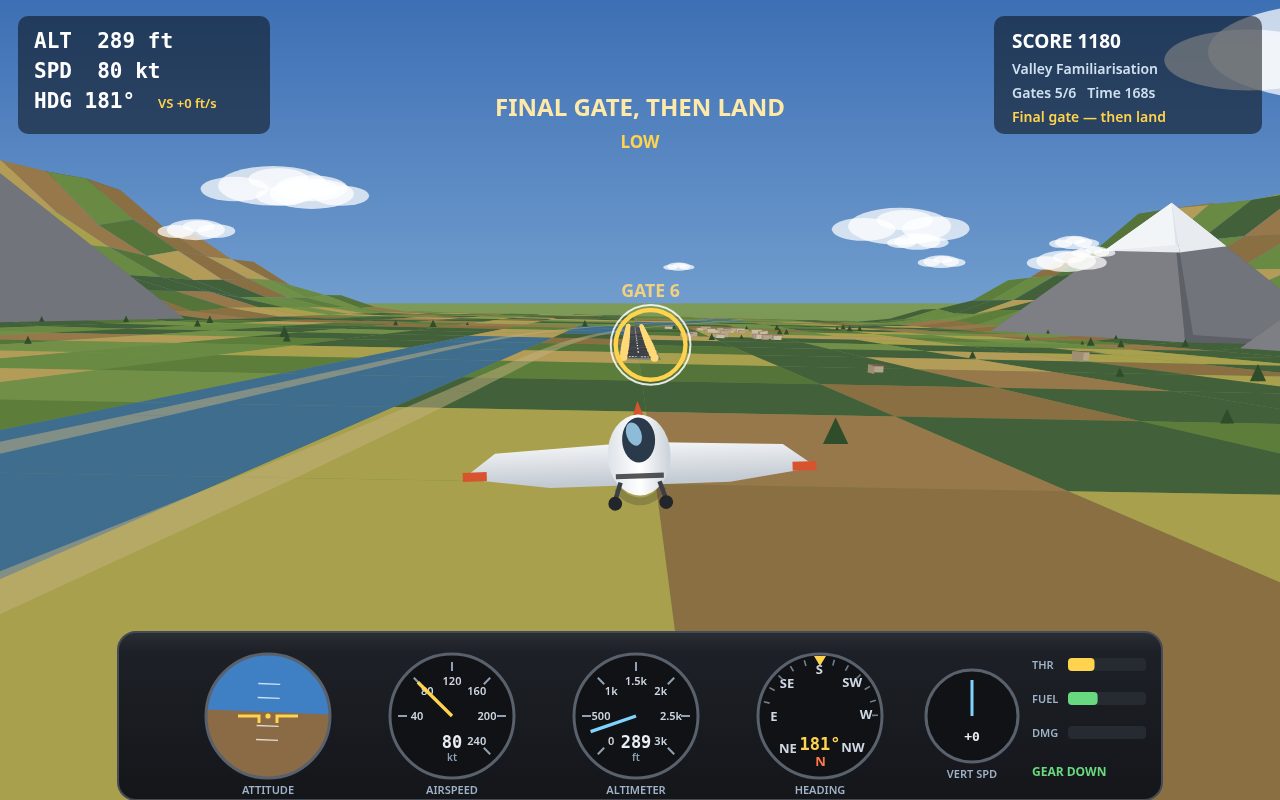 ALT 289 ft
SPD 80 kt
HDG 181° VS +0 ft/s
FINAL GATE, THEN LAND
LOW
SCORE 1180
Valley Familiarisation
Gates 5/6 Time 168s
Final gate — then land
GATE 6
40
80
120
160
200
240
80
kt
AIRSPEED
0
500
1k
1.5k
2k
2.5k
3k
289
ft
ALTIMETER
NE
E
SE
S
SW
W
NW
181°
N
HEADING
ATTITUDE
+0
VERT SPD
THR
FUEL
DMG
GEAR DOWN